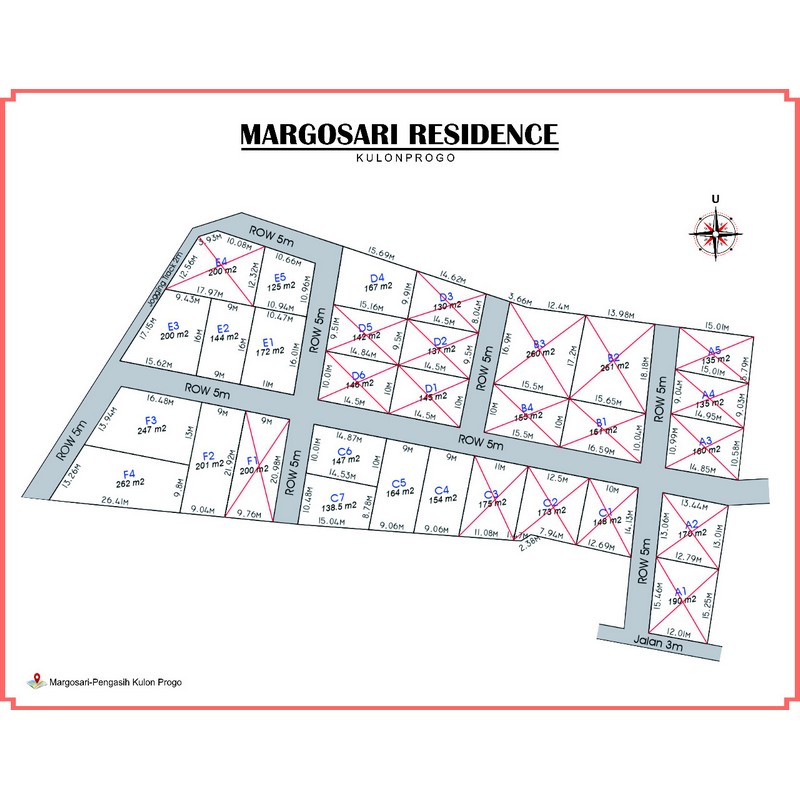 MARGOSARI RESIDENCE
KULONPROGO
U
ROW 5m
Jogging Track 2m
3.93M
10.08M
12.56M
E4
200 m2
12.32M
17.97M
10.66M
E5
125 m2
10.96M
10.94M
9.43M
17.15M
E3
200 m2
15.62M
9M
E2
144 m2
16M
16M
9M
10.47M
E1
172 m2
16.01M
11M
ROW 5m
15.69M
D4
167 m2
9.91M
15.16M
14.62M
D3
130 m2
8.04M
14.5M
9.51M
D5
142 m2
9.5M
14.84M
D2
137 m2
9.5M
14.5M
10.01M
D6
146 m2
14.5M
D1
145 m2
10M
14.5M
ROW 5m
3.66M
12.4M
16.9M
B3
260 m2
17.2M
15.5M
13.98M
B2
261 m2
18.18M
15.65M
B4
155 m2
10M
15.5M
B1
161 m2
10.04M
16.59M
ROW 5m
15.01M
A5
135 m2
8.79M
15.01M
9.04M
A4
135 m2
9.03M
14.95M
10.99M
A3
160 m2
10.58M
14.85M
ROW 5m
ROW 5m
ROW 5m
16.48M
13.94M
F3
247 m2
13M
13.26M
F4
262 m2
9.8M
26.41M
9M
F2
201 m2
21.92M
9.04M
9M
F1
200 m2
20.98M
9.76M
ROW 5m
14.87M
10.01M
C6
147 m2
10M
14.53M
10.48M
C7
138.5 m2
8.78M
15.04M
9M
C5
164 m2
9.06M
9M
C4
154 m2
9.06M
11M
C3
175 m2
11.08M
2.38M
12.5M
C2
173 m2
7.94M
10M
C1
148 m2
14.13M
12.69M
ROW 5m
13.44M
13.06M
A2
170 m2
13.01M
12.79M
15.46M
A1
190 m2
15.25M
12.01M
Jalan 3m
Margosari-Pengasih Kulon Progo